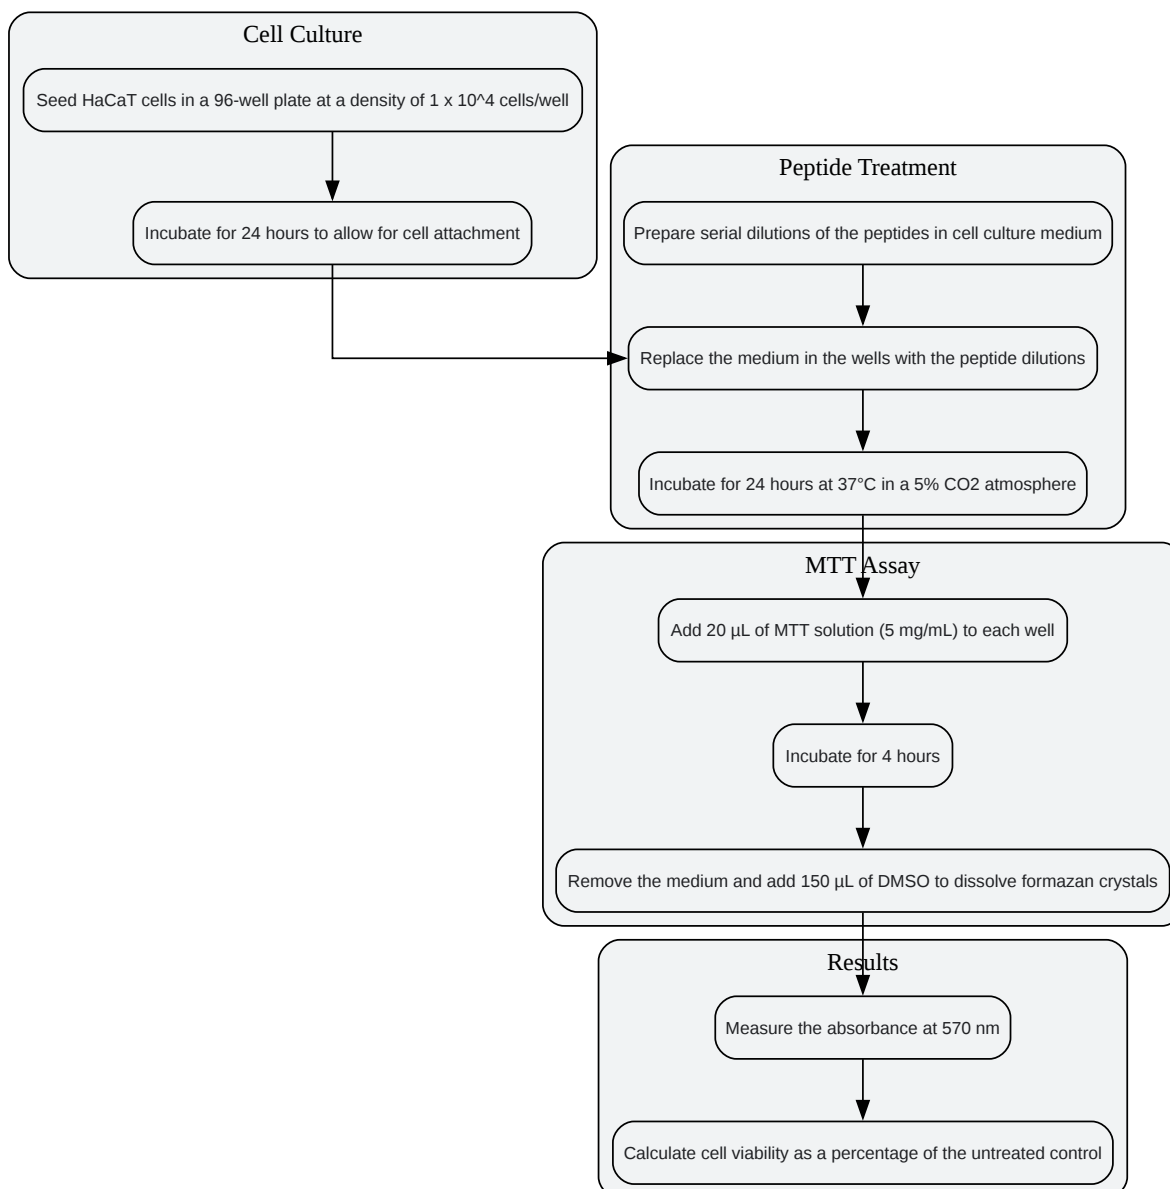 Cell Culture
Seed HaCaT cells in a 96-well plate at a density of 1 x 10^4 cells/well
Incubate for 24 hours to allow for cell attachment
Peptide Treatment
Prepare serial dilutions of the peptides in cell culture medium
Replace the medium in the wells with the peptide dilutions
Incubate for 24 hours at 37°C in a 5% CO2 atmosphere
MTT Assay
Add 20 µL of MTT solution (5 mg/mL) to each well
Incubate for 4 hours
Remove the medium and add 150 µL of DMSO to dissolve formazan crystals
Results
Measure the absorbance at 570 nm
Calculate cell viability as a percentage of the untreated control